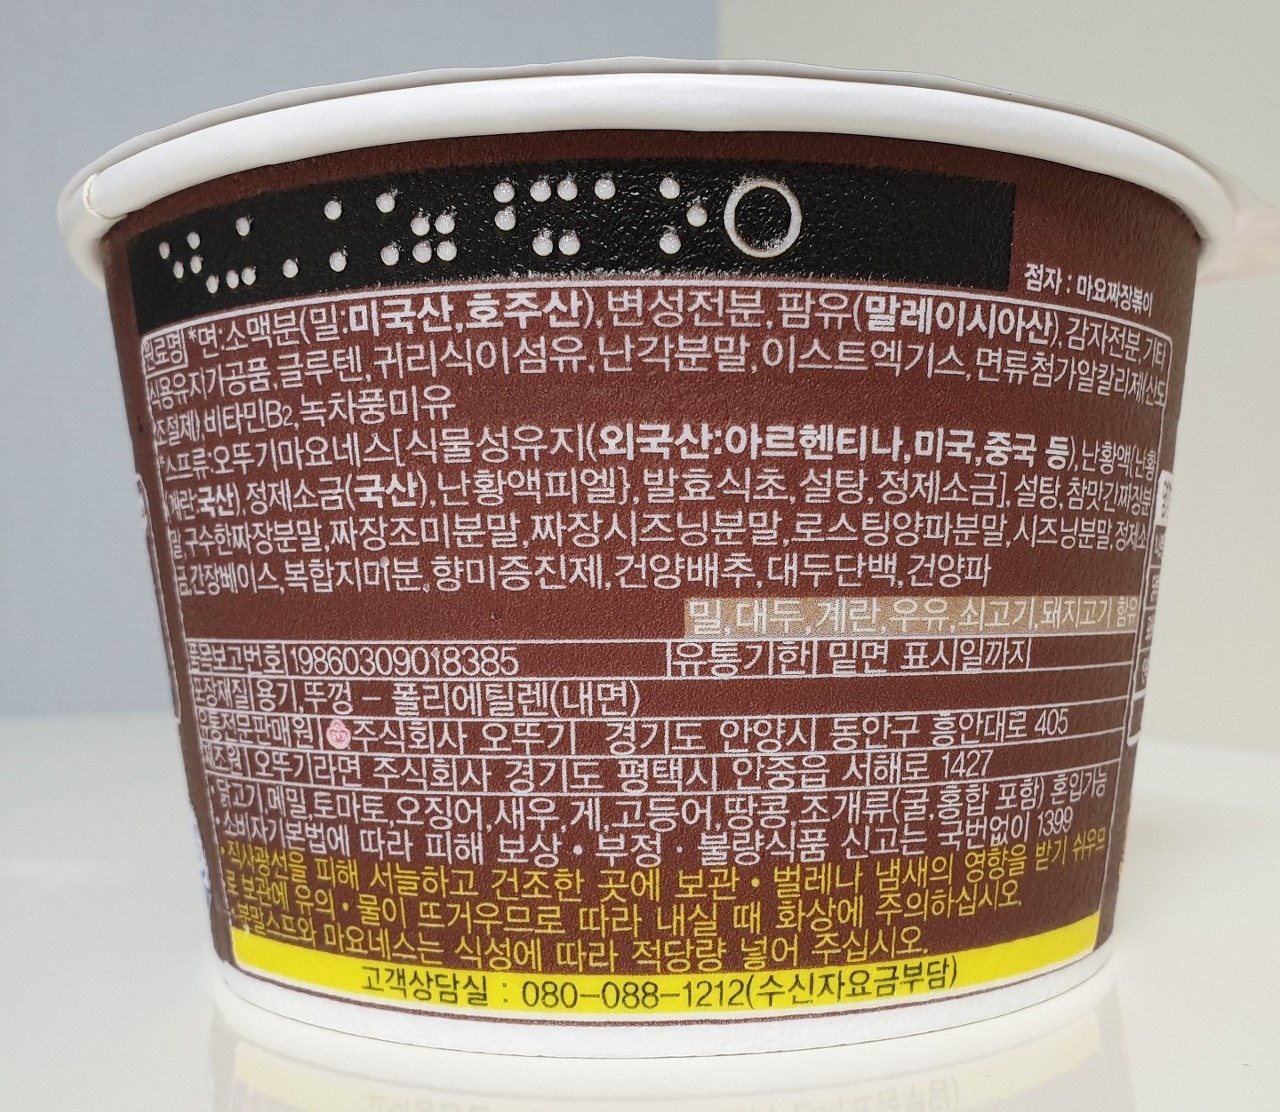 점자 : 마요짜장볶이
원료명 *면:소맥분(밀:미국산,호주산),변성전분,팜유(말레이시아산),감자전분,기타
식용유지가공품,글루텐,귀리식이섬유,난각분말,이스트엑기스,면류첨가알칼리제(산도
조절제),비타민B2,녹차풍미유
*스프류:오뚜기마요네스[식물성유지(외국산:아르헨티나,미국,중국 등),난황액{난황
(계란:국산),정제소금(국산),난황액피엘},발효식초,설탕,정제소금],설탕,참맛간짜장분
말,구수한짜장분말,짜장조미분말,짜장시즈닝분말,로스팅양파분말,시즈닝분말,정제소
금,간장베이스,복합지미분,향미증진제,건양배추,대두단백,건양파
밀,대두,계란,우유,쇠고기,돼지고기 함유
품목보고번호 19860309018385 유통기한 밑면 표시일까지
포장재질 용기,뚜껑 - 폴리에틸렌(내면)
유통전문판매원 주식회사 오뚜기 경기도 안양시 동안구 흥안대로 405
제조원 오뚜기라면 주식회사 경기도 평택시 안중읍 서해로 1427
• 닭고기,메밀,토마토,오징어,새우,게,고등어,땅콩,조개류(굴,홍합 포함) 혼입가능
• 소비자기본법에 따라 피해 보상 • 부정 · 불량식품 신고는 국번없이 1399
• 직사광선을 피해 서늘하고 건조한 곳에 보관 • 벌레나 냄새의 영향을 받기 쉬우므
로 보관에 유의 • 물이 뜨거우므로 따라 내실 때 화상에 주의하십시오.
• 분말스프와 마요네스는 식성에 따라 적당량 넣어 주십시오.
고객상담실 : 080-088-1212(수신자요금부담)